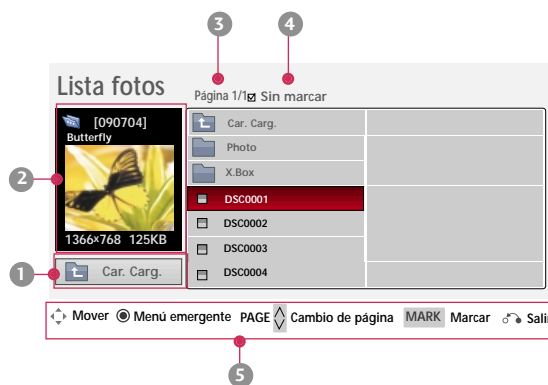 3 4
Lista fotos
Página 1/1 Sin marcar
[090704]
Butterfly
1366x768 125KB
2
1 Car. Carg.
Car. Carg.
Photo
X.Box
DSC0001
DSC0002
DSC0003
DSC0004
Mover Menú emergente PAGE Cambio de página MARK Marcar Salir
5